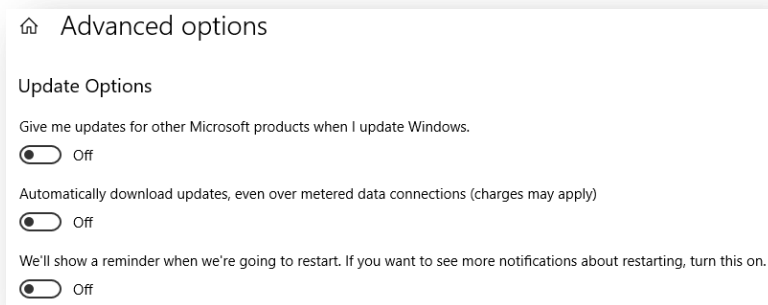 Advanced options
Update Options
Give me updates for other Microsoft products when I update Windows.
Off
Automatically download updates, even over metered data connections (charges may apply)
Off
We'll show a reminder when we're going to restart. If you want to see more notifications about restarting, turn this on.
Off